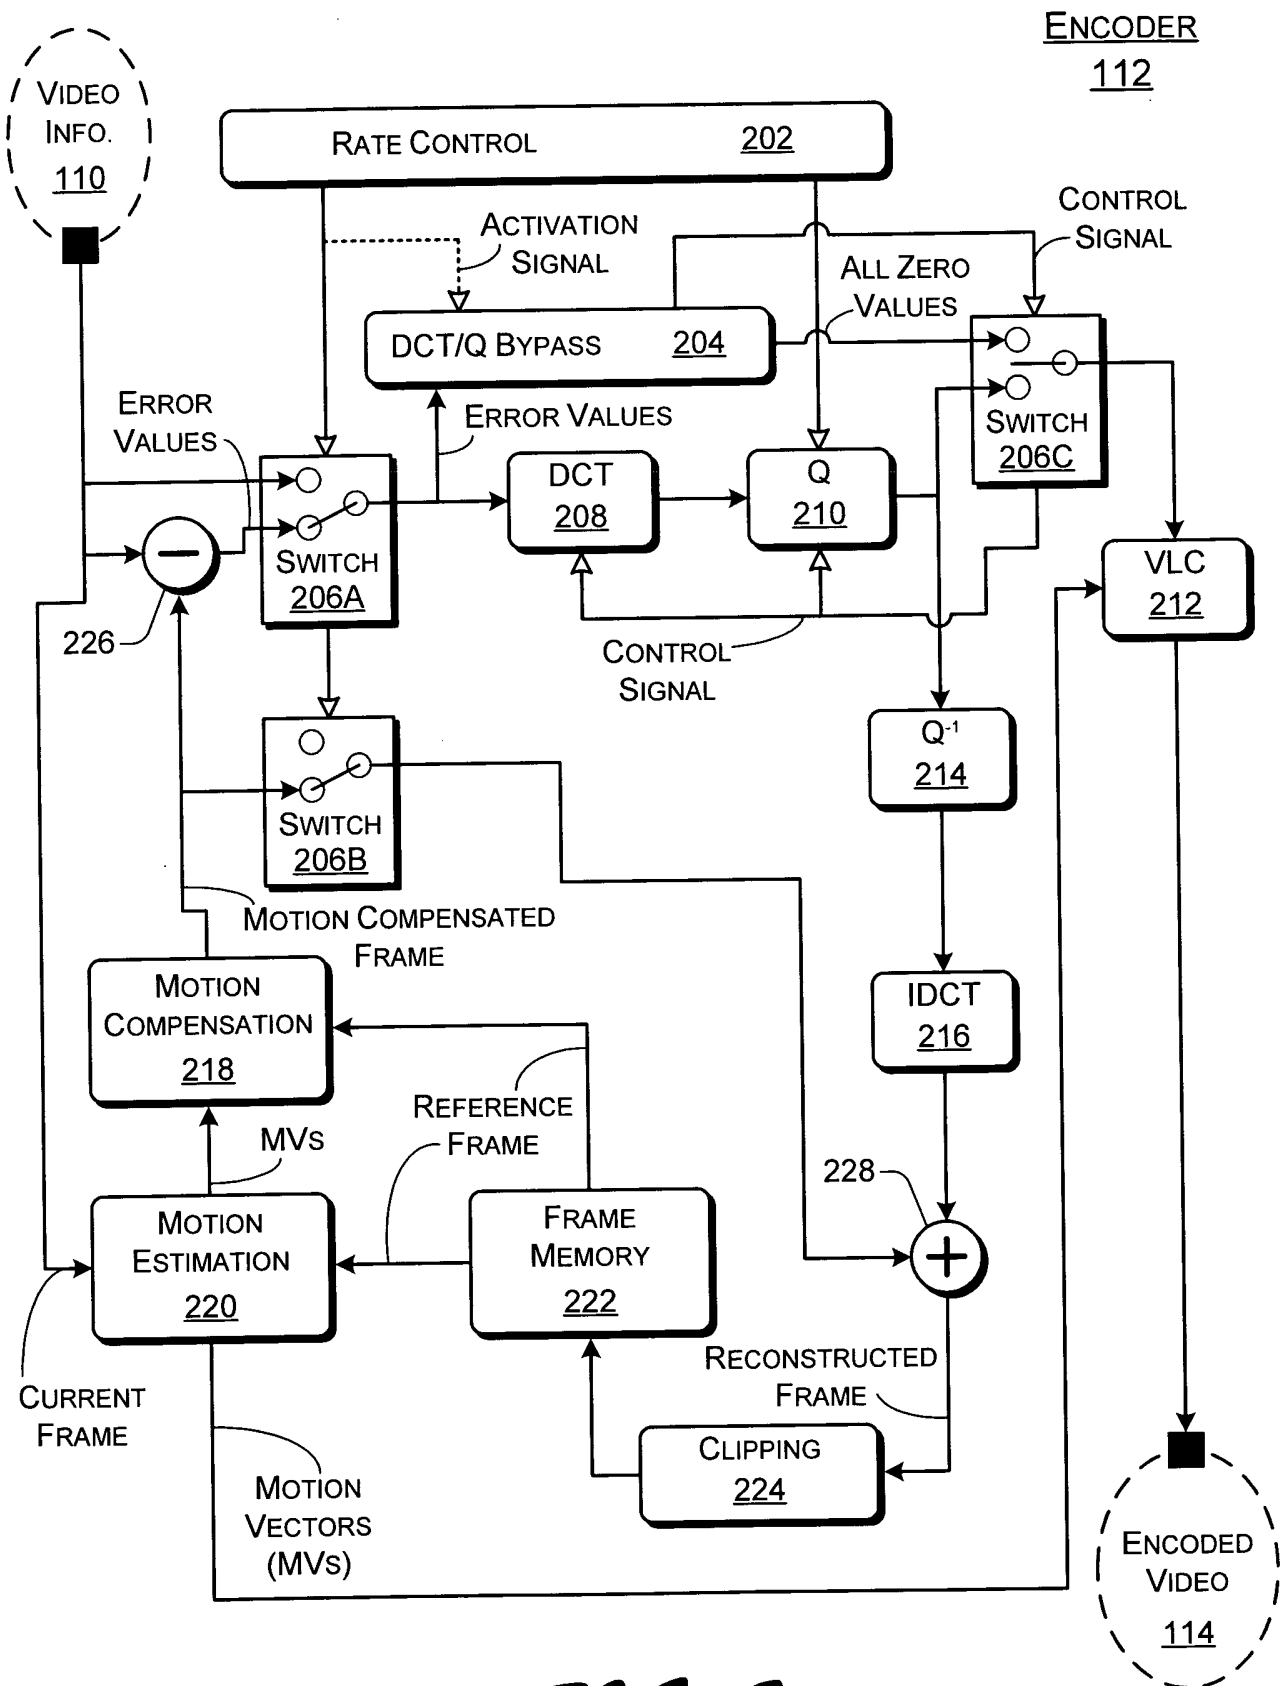 ENCODER
112
VIDEO
INFO.
110
RATE CONTROL 202
ACTIVATION
SIGNAL
CONTROL
SIGNAL
ALL ZERO
VALUES
DCT/Q BYPASS 204
ERROR
VALUES
ERROR VALUES
SWITCH
206C
DCT
208
Q
210
SWITCH
206A
VLC
212
226
CONTROL
SIGNAL
Q-1
214
SWITCH
206B
MOTION COMPENSATED
FRAME
MOTION
COMPENSATION
218
IDCT
216
REFERENCE
FRAME
MVS
228
MOTION
ESTIMATION
220
FRAME
MEMORY
222
RECONSTRUCTED
FRAME
CURRENT
FRAME
CLIPPING
224
MOTION
VECTORS
(MVS)
ENCODED
VIDEO
114